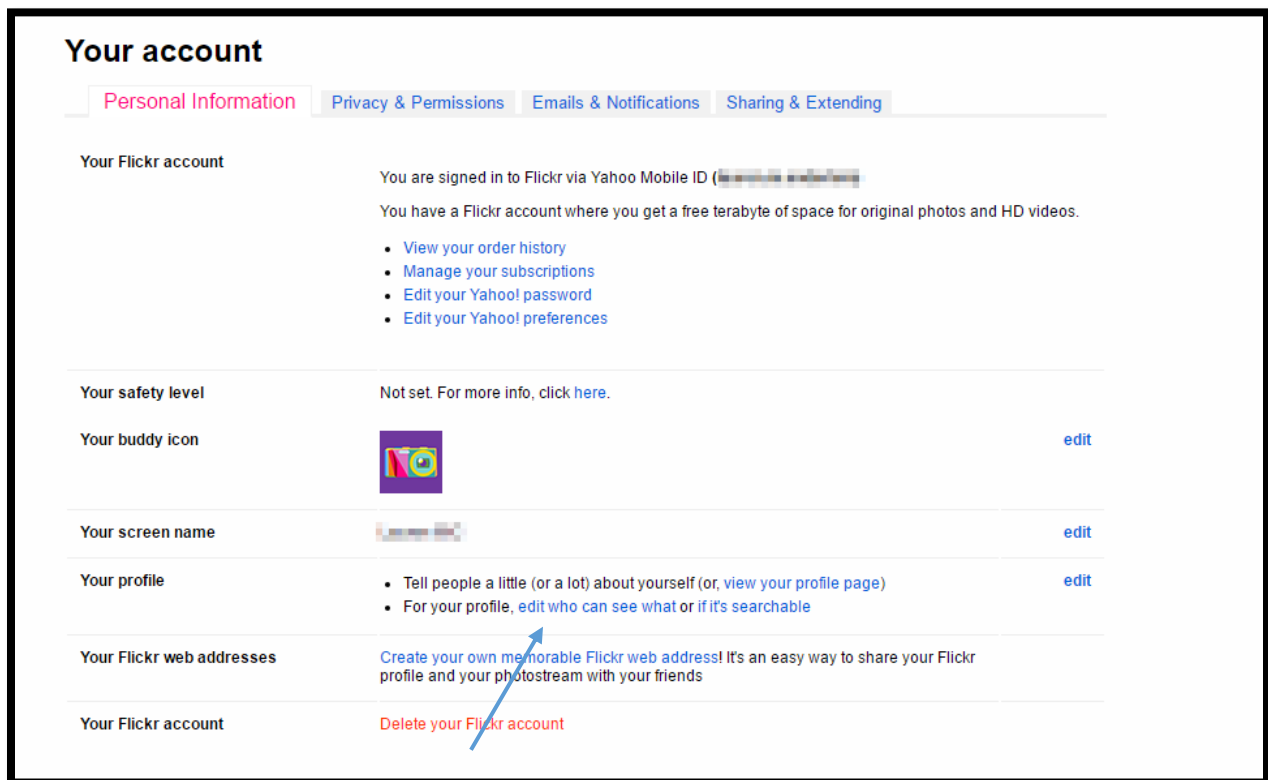 Your account
Personal Information Privacy & Permissions Emails & Notifications Sharing & Extending
Your Flickr account
You are signed in to Flickr via Yahoo Mobile ID (
You have a Flickr account where you get a free terabyte of space for original photos and HD videos.
• View your order history
• Manage your subscriptions
• Edit your Yahoo! password
• Edit your Yahoo! preferences
Your safety level Not set. For more info, click here.
Your buddy icon edit
Your screen name edit
Your profile • Tell people a little (or a lot) about yourself (or, view your profile page) edit
• For your profile, edit who can see what or if it's searchable
Your Flickr web addresses Create your own memorable Flickr web address! It's an easy way to share your Flickr
profile and your photostream with your friends
Your Flickr account Delete your Flickr account